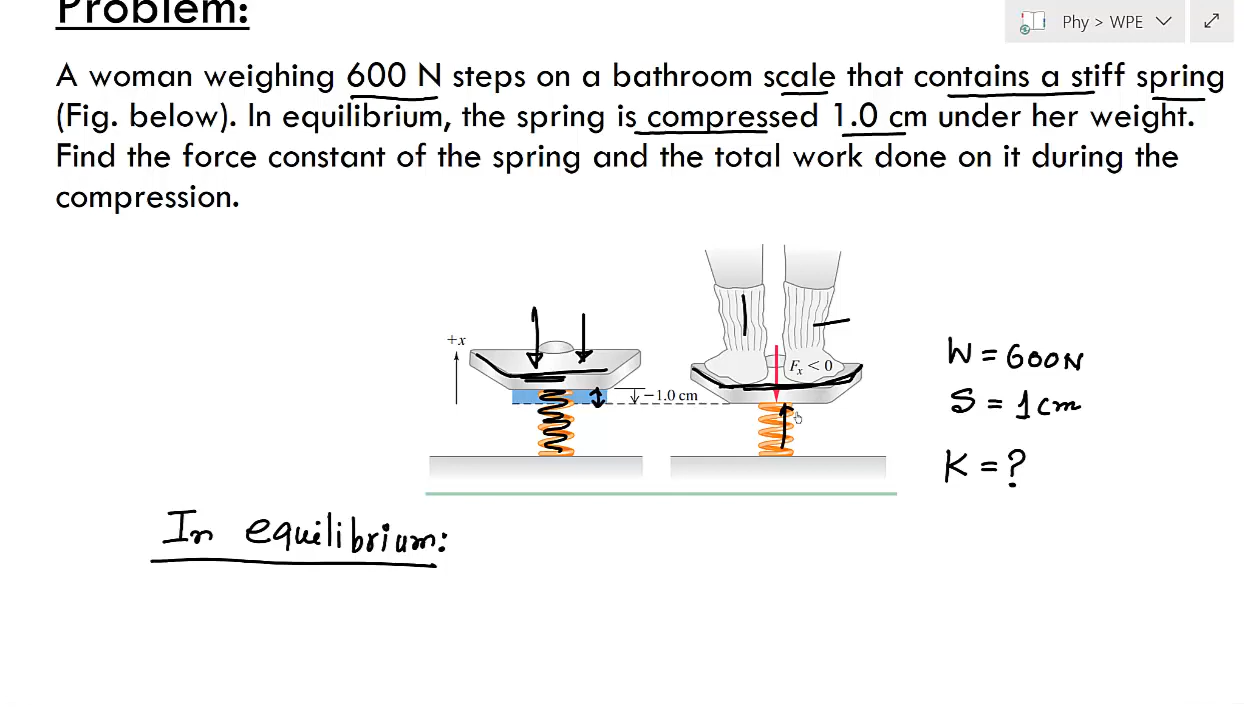 Problem:
Phy > WPE
A woman weighing 600 N steps on a bathroom scale that contains a stiff spring
(Fig. below). In equilibrium, the spring is compressed 1.0 cm under her weight.
Find the force constant of the spring and the total work done on it during the
compression.
+x
−1.0 cm
Fx < 0
W = 600N
S = 1cm
K = ?
In equilibrium: